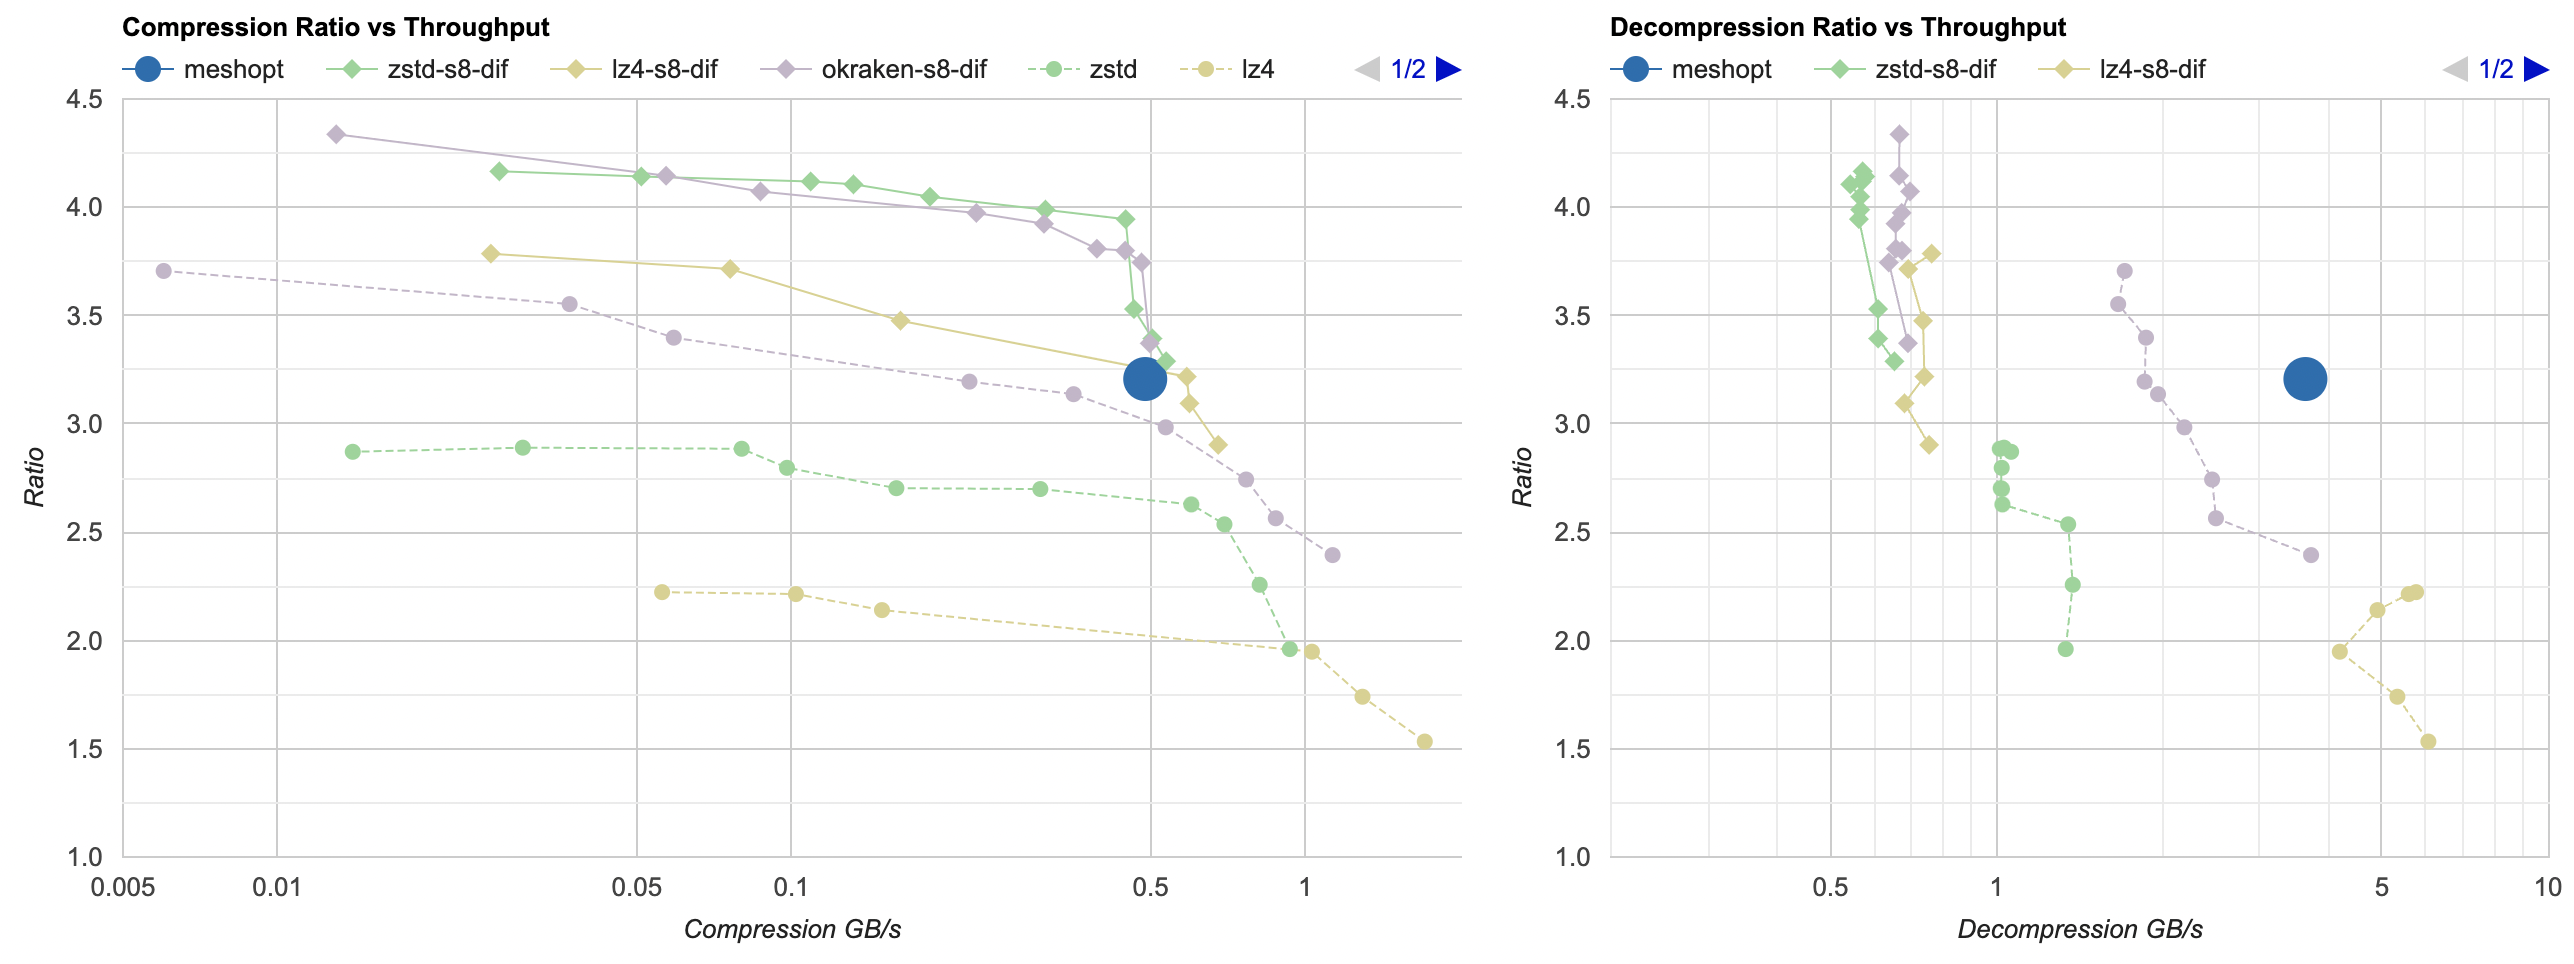 Compression Ratio vs Throughput
meshopt zstd-s8-dif lz4-s8-dif okraken-s8-dif zstd lz4 1/2
4.5
4.0
3.5
3.0
2.5
2.0
1.5
1.0
Ratio
0.005 0.01 0.05 0.1 0.5 1
Compression GB/s
Decompression Ratio vs Throughput
meshopt zstd-s8-dif lz4-s8-dif 1/2
4.5
4.0
3.5
3.0
2.5
2.0
1.5
1.0
Ratio
0.5 1 5 10
Decompression GB/s